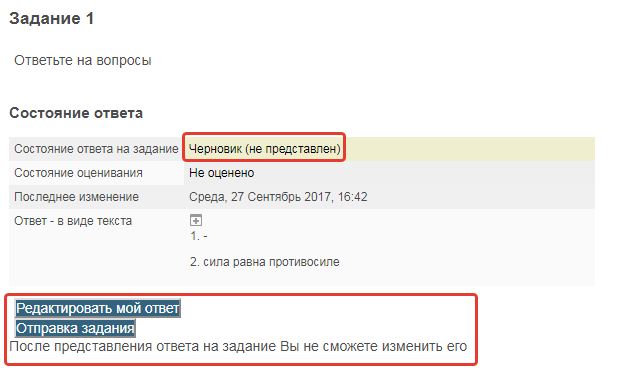 Задание 1
Ответьте на вопросы
Состояние ответа
Состояние ответа на задание Черновик (не представлен)
Состояние оценивания Не оценено
Последнее изменение Среда, 27 Сентябрь 2017, 16:42
Ответ - в виде текста
1. -
2. сила равна противосиле
Редактировать мой ответ
Отправка задания
После представления ответа на задание Вы не сможете изменить его